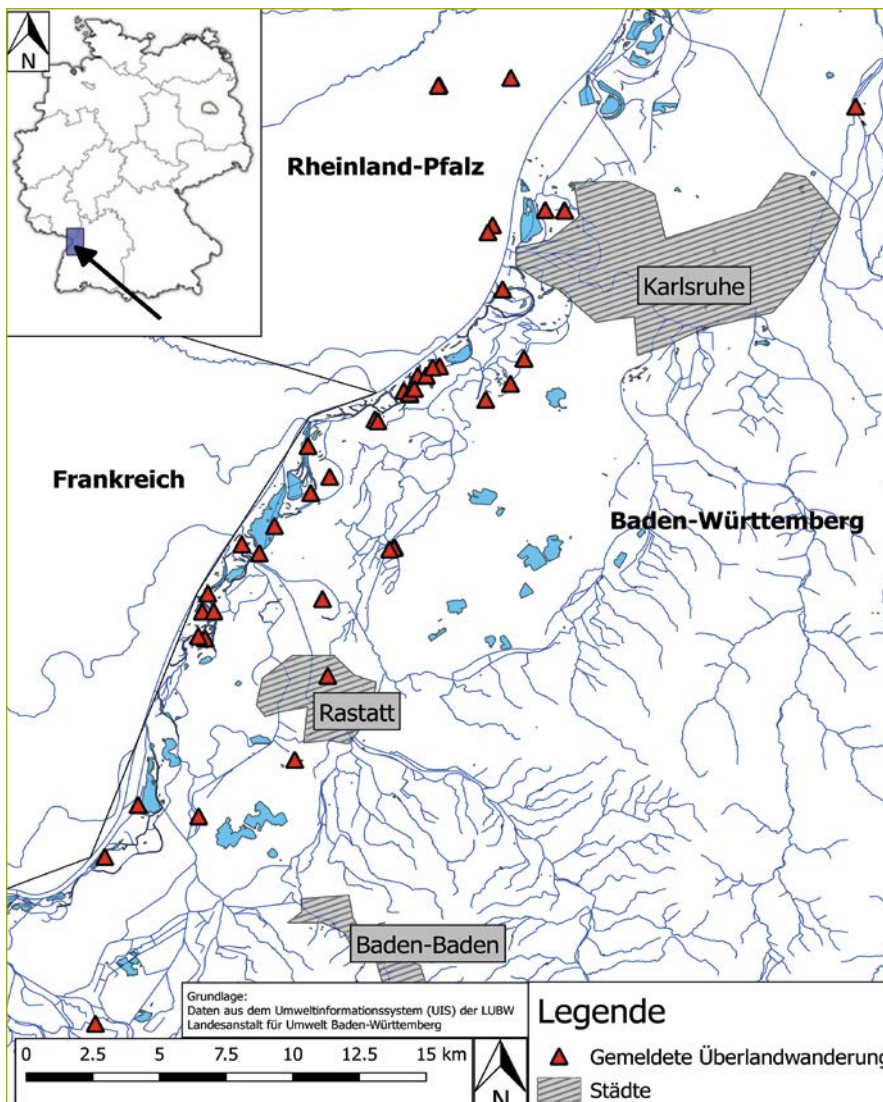 N
Rheinland-Pfalz
Karlsruhe
Frankreich
Baden-Württemberg
Rastatt
Baden-Baden
Grundlage:
Daten aus dem Umweltinformationssystem (UIS) der LUBW
Landesanstalt für Umwelt Baden-Württemberg
Legende
0 2.5 5 7.5 10 12.5 15 km
N
Gemeldete Überlandwanderung
Städte